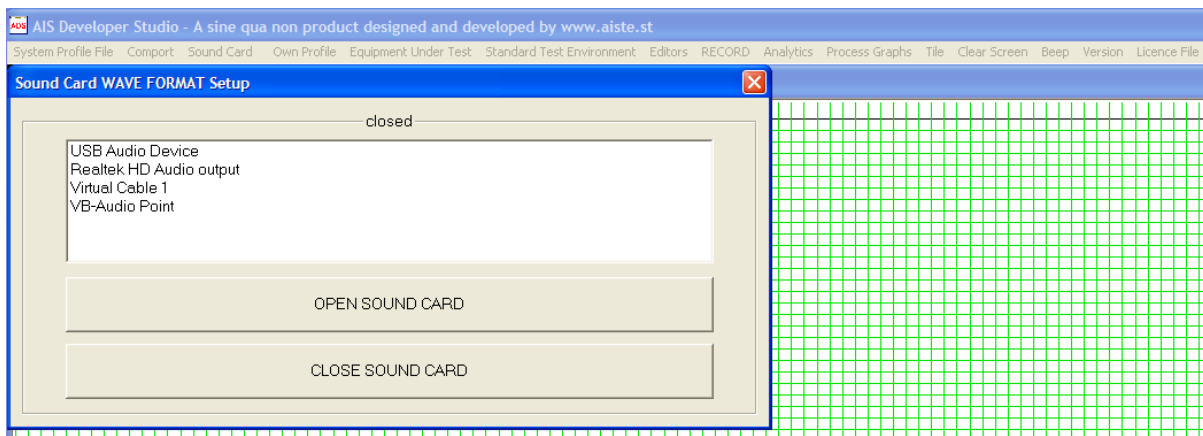 ADS AIS Developer Studio - A sine qua non product designed and developed by www.aiste.st
System Profile File Comport Sound Card Own Profile Equipment Under Test Standard Test Environment Editors RECORD Analytics Process Graphs Tile Clear Screen Beep Version Licence File
Sound Card WAVE FORMAT Setup
closed
USB Audio Device
Realtek HD Audio output
Virtual Cable 1
VB-Audio Point
OPEN SOUND CARD
CLOSE SOUND CARD